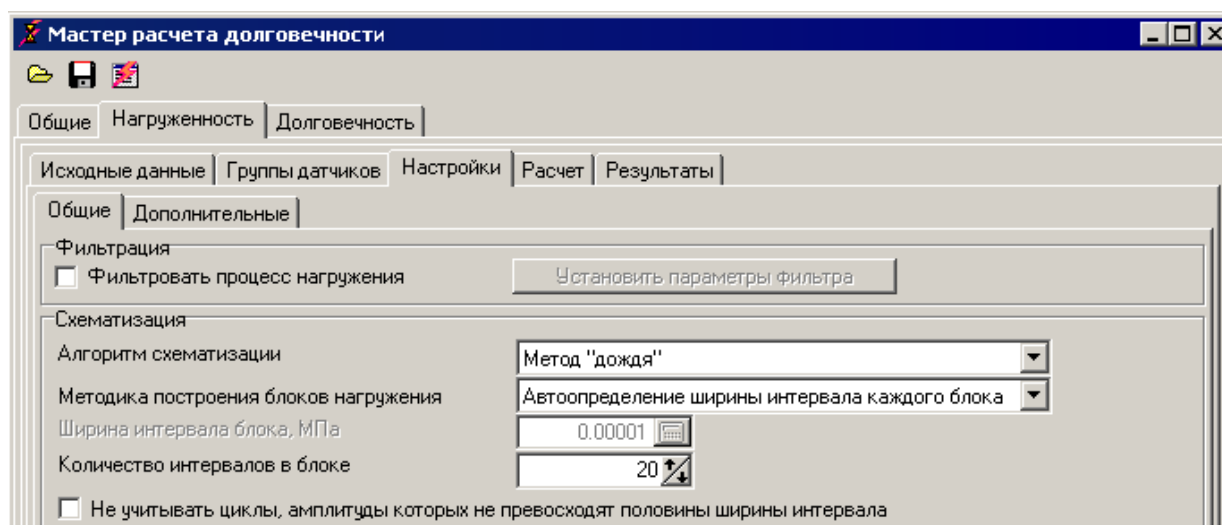 Мастер расчета долговечности
Общие Нагруженность Долговечность
Исходные данные Группы датчиков Настройки Расчет Результаты
Общие Дополнительные
Фильтрация
Фильтровать процесс нагружения Установить параметры фильтра
Схематизация
Алгоритм схематизации Метод "дождя"
Методика построения блоков нагружения Автоопределение ширины интервала каждого блока
Ширина интервала блока, МПа 0.00001
Количество интервалов в блоке 20
Не учитывать циклы, амплитуды которых не превосходят половины ширины интервала